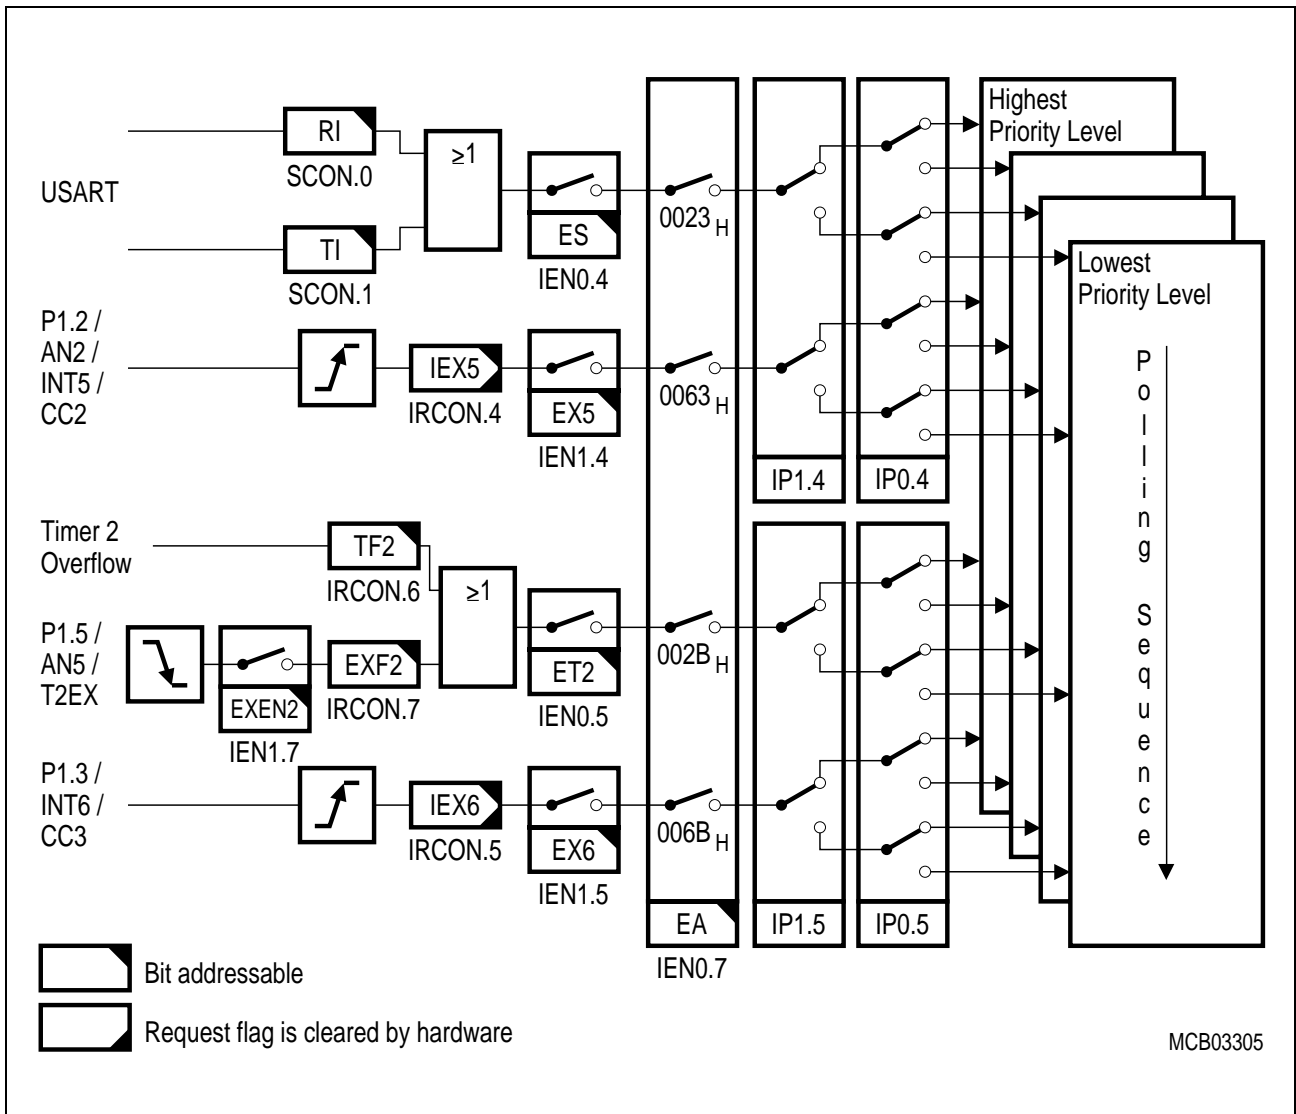 USART
RI
SCON.0
TI
SCON.1
≥1
ES
IEN0.4
0023 H
P1.2 /
AN2 /
INT5 /
CC2
IEX5
IRCON.4
EX5
IEN1.4
0063 H
IP1.4
IP0.4
Highest
Priority Level
Lowest
Priority Level
Polling Sequence
Timer 2
Overflow
TF2
IRCON.6
≥1
P1.5 /
AN5 /
T2EX
EXEN2
IEN1.7
EXF2
IRCON.7
ET2
IEN0.5
002B H
P1.3 /
INT6 /
CC3
IEX6
IRCON.5
EX6
IEN1.5
006B H
EA
IEN0.7
IP1.5
IP0.5
Bit addressable
Request flag is cleared by hardware
MCB03305